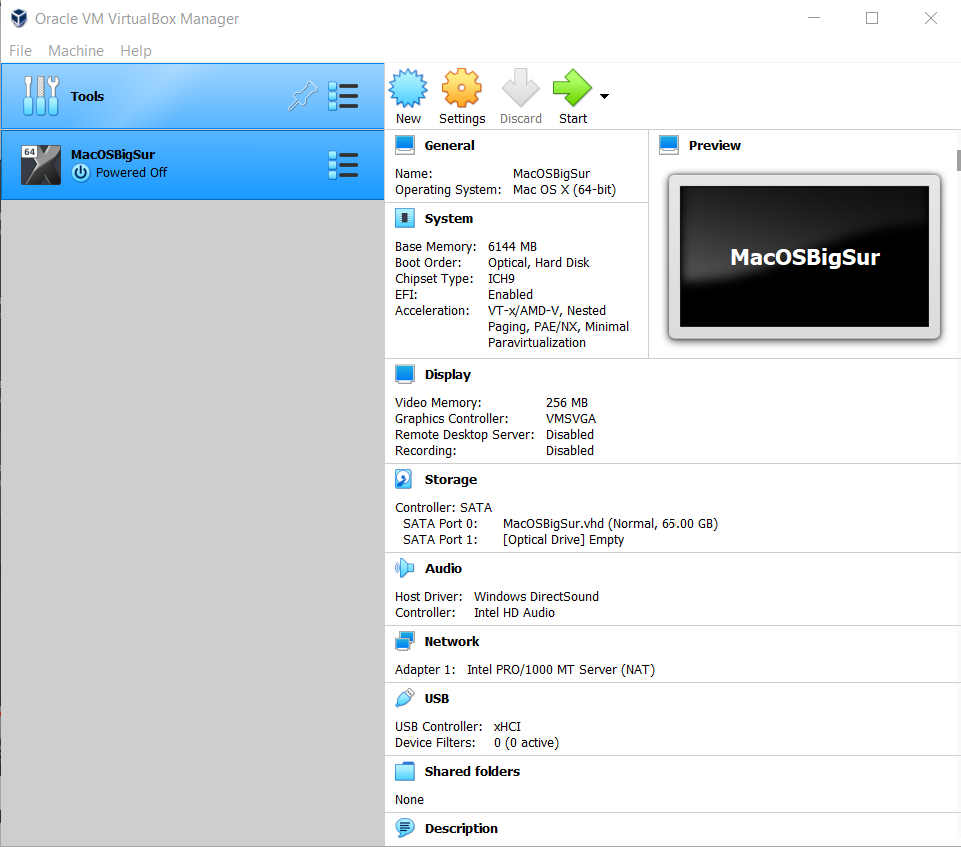 Oracle VM VirtualBox Manager
File Machine Help
Tools
64
MacOSBigSur
Powered Off
New Settings Discard Start
General
Name: MacOSBigSur
Operating System: Mac OS X (64-bit)
Preview
MacOSBigSur
System
Base Memory: 6144 MB
Boot Order: Optical, Hard Disk
Chipset Type: ICH9
EFI: Enabled
Acceleration: VT-x/AMD-V, Nested
Paging, PAE/NX, Minimal
Paravirtualization
Display
Video Memory: 256 MB
Graphics Controller: VMSVGA
Remote Desktop Server: Disabled
Recording: Disabled
Storage
Controller: SATA
SATA Port 0: MacOSBigSur.vhd (Normal, 65.00 GB)
SATA Port 1: [Optical Drive] Empty
Audio
Host Driver: Windows DirectSound
Controller: Intel HD Audio
Network
Adapter 1: Intel PRO/1000 MT Server (NAT)
USB
USB Controller: xHCI
Device Filters: 0 (0 active)
Shared folders
None
Description